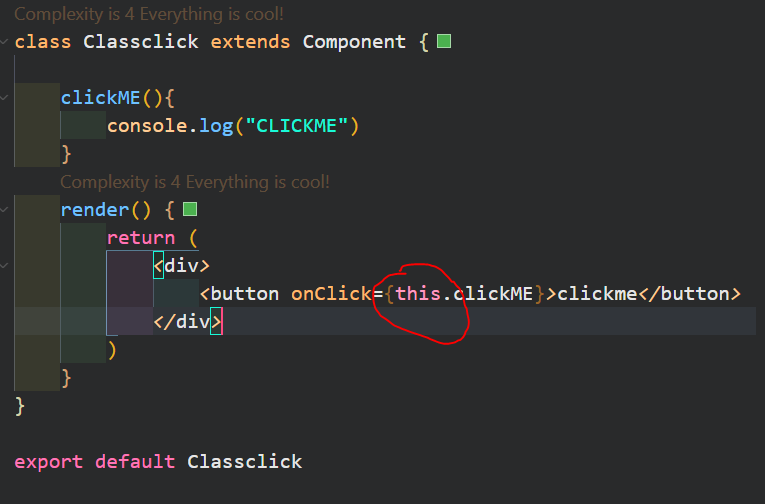 Complexity is 4 Everything is cool!
class Classclick extends Component {
clickME(){
console.log("CLICKME")
}
Complexity is 4 Everything is cool!
render() {
return (
<div>
<button onClick={this.clickME}>clickme</button>
</div>
)
}
}
export default Classclick